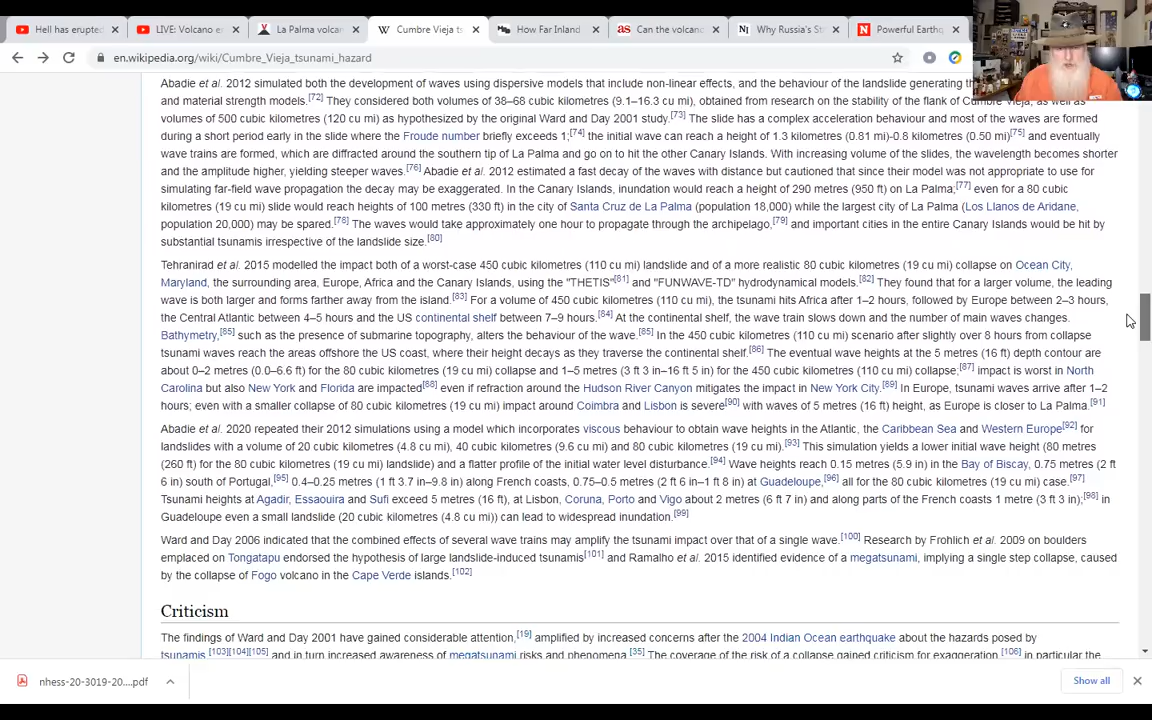 Hell has erupted
LIVE: Volcano e
La Palma volca
Cumbre Vieja ts
How Far Inland
as Can the volcano
Why Russia's St
Powerful Earthq
en.wikipedia.org/wiki/Cumbre_Vieja_tsunami_hazard
Abadie et al. 2012 simulated both the development of waves using dispersive models that include non-linear effects, and the behaviour of the landslide generating th
and material strength models.[72] They considered both volumes of 38–68 cubic kilometres (9.1–16.3 cu mi), obtained from research on the stability of the flank of Cumbre Vieja, as well as
volumes of 500 cubic kilometres (120 cu mi) as hypothesized by the original Ward and Day 2001 study.[73] The slide has a complex acceleration behaviour and most of the waves are formed
during a short period early in the slide where the Froude number briefly exceeds 1;[74] the initial wave can reach a height of 1.3 kilometres (0.81 mi)-0.8 kilometres (0.50 mi)[75] and eventually
wave trains are formed, which are diffracted around the southern tip of La Palma and go on to hit the other Canary Islands. With increasing volume of the slides, the wavelength becomes shorter
and the amplitude higher, yielding steeper waves.[76] Abadie et al. 2012 estimated a fast decay of the waves with distance but cautioned that since their model was not appropriate to use for
simulating far-field wave propagation the decay may be exaggerated. In the Canary Islands, inundation would reach a height of 290 metres (950 ft) on La Palma;[77] even for a 80 cubic
kilometres (19 cu mi) slide would reach heights of 100 metres (330 ft) in the city of Santa Cruz de La Palma (population 18,000) while the largest city of La Palma (Los Llanos de Aridane,
population 20,000) may be spared.[78] The waves would take approximately one hour to propagate through the archipelago,[79] and important cities in the entire Canary Islands would be hit by
substantial tsunamis irrespective of the landslide size.[80]
Tehranirad et al. 2015 modelled the impact both of a worst-case 450 cubic kilometres (110 cu mi) landslide and of a more realistic 80 cubic kilometres (19 cu mi) collapse on Ocean City,
Maryland, the surrounding area, Europe, Africa and the Canary Islands, using the "THETIS"[81] and "FUNWAVE-TD" hydrodynamical models.[82] They found that for a larger volume, the leading
wave is both larger and forms farther away from the island.[83] For a volume of 450 cubic kilometres (110 cu mi), the tsunami hits Africa after 1–2 hours, followed by Europe between 2–3 hours,
the Central Atlantic between 4–5 hours and the US continental shelf between 7–9 hours.[84] At the continental shelf, the wave train slows down and the number of main waves changes.
Bathymetry,[85] such as the presence of submarine topography, alters the behaviour of the wave.[85] In the 450 cubic kilometres (110 cu mi) scenario after slightly over 8 hours from collapse
tsunami waves reach the areas offshore the US coast, where their height decays as they traverse the continental shelf.[86] The eventual wave heights at the 5 metres (16 ft) depth contour are
about 0–2 metres (0.0–6.6 ft) for the 80 cubic kilometres (19 cu mi) collapse and 1–5 metres (3 ft 3 in–16 ft 5 in) for the 450 cubic kilometres (110 cu mi) collapse;[87] impact is worst in North
Carolina but also New York and Florida are impacted[88] even if refraction around the Hudson River Canyon mitigates the impact in New York City.[89] In Europe, tsunami waves arrive after 1–2
hours; even with a smaller collapse of 80 cubic kilometres (19 cu mi) impact around Coimbra and Lisbon is severe[90] with waves of 5 metres (16 ft) height, as Europe is closer to La Palma.[91]
Abadie et al. 2020 repeated their 2012 simulations using a model which incorporates viscous behaviour to obtain wave heights in the Atlantic, the Caribbean Sea and Western Europe[92] for
landslides with a volume of 20 cubic kilometres (4.8 cu mi), 40 cubic kilometres (9.6 cu mi) and 80 cubic kilometres (19 cu mi).[93] This simulation yields a lower initial wave height (80 metres
(260 ft) for the 80 cubic kilometres (19 cu mi) landslide) and a flatter profile of the initial water level disturbance.[94] Wave heights reach 0.15 metres (5.9 in) in the Bay of Biscay, 0.75 metres (2 ft
6 in) south of Portugal,[95] 0.4–0.25 metres (1 ft 3.7 in–9.8 in) along French coasts, 0.75–0.5 metres (2 ft 6 in–1 ft 8 in) at Guadeloupe,[96] all for the 80 cubic kilometres (19 cu mi) case.[97]
Tsunami heights at Agadir, Essaouira and Sufi exceed 5 metres (16 ft), at Lisbon, Coruna, Porto and Vigo about 2 metres (6 ft 7 in) and along parts of the French coasts 1 metre (3 ft 3 in);[98] in
Guadeloupe even a small landslide (20 cubic kilometres (4.8 cu mi)) can lead to widespread inundation.[99]
Ward and Day 2006 indicated that the combined effects of several wave trains may amplify the tsunami impact over that of a single wave.[100] Research by Frohlich et al. 2009 on boulders
emplaced on Tongatapu endorsed the hypothesis of large landslide-induced tsunamis[101] and Ramalho et al. 2015 identified evidence of a megatsunami, implying a single step collapse, caused
by the collapse of Fogo volcano in the Cape Verde islands.[102]
Criticism
The findings of Ward and Day 2001 have gained considerable attention,[19] amplified by increased concerns after the 2004 Indian Ocean earthquake about the hazards posed by
tsunamis,[103][104][105] and in turn increased awareness of megatsunami risks and phenomena.[35] The coverage of the risk of a collapse gained criticism for exaggeration,[106] in particular the
nhess-20-3019-20....pdf
Show all